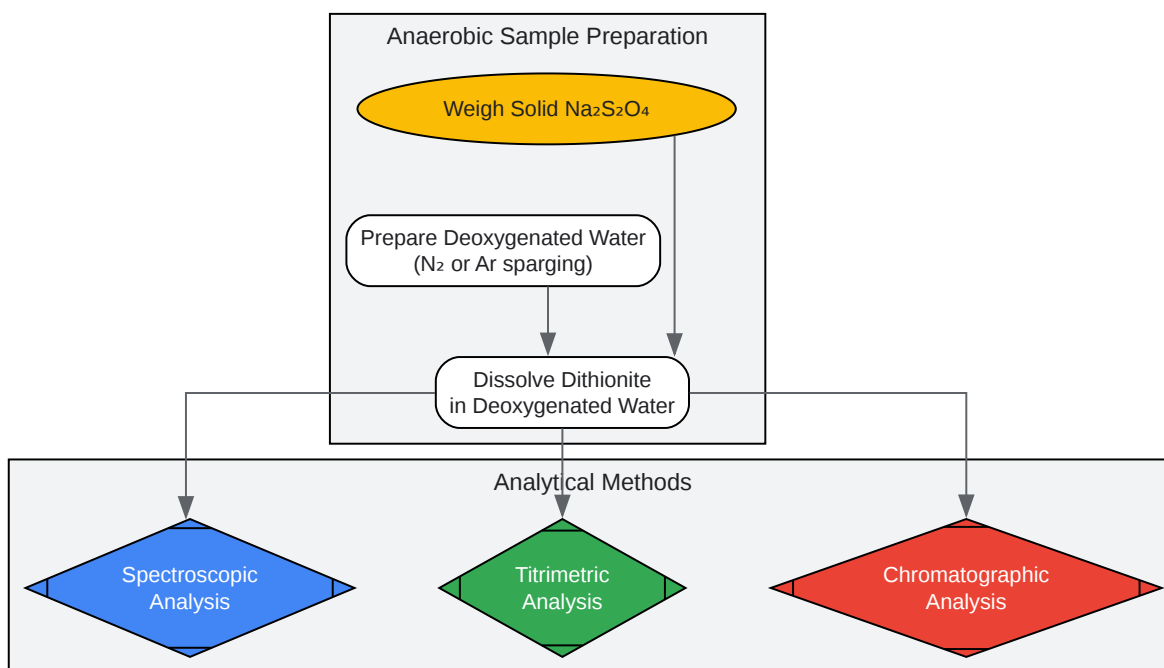 Anaerobic Sample Preparation
Weigh Solid Na₂S₂O₄
Prepare Deoxygenated Water
(N₂ or Ar sparging)
Dissolve Dithionite
in Deoxygenated Water
Analytical Methods
Spectroscopic
Analysis
Titrimetric
Analysis
Chromatographic
Analysis